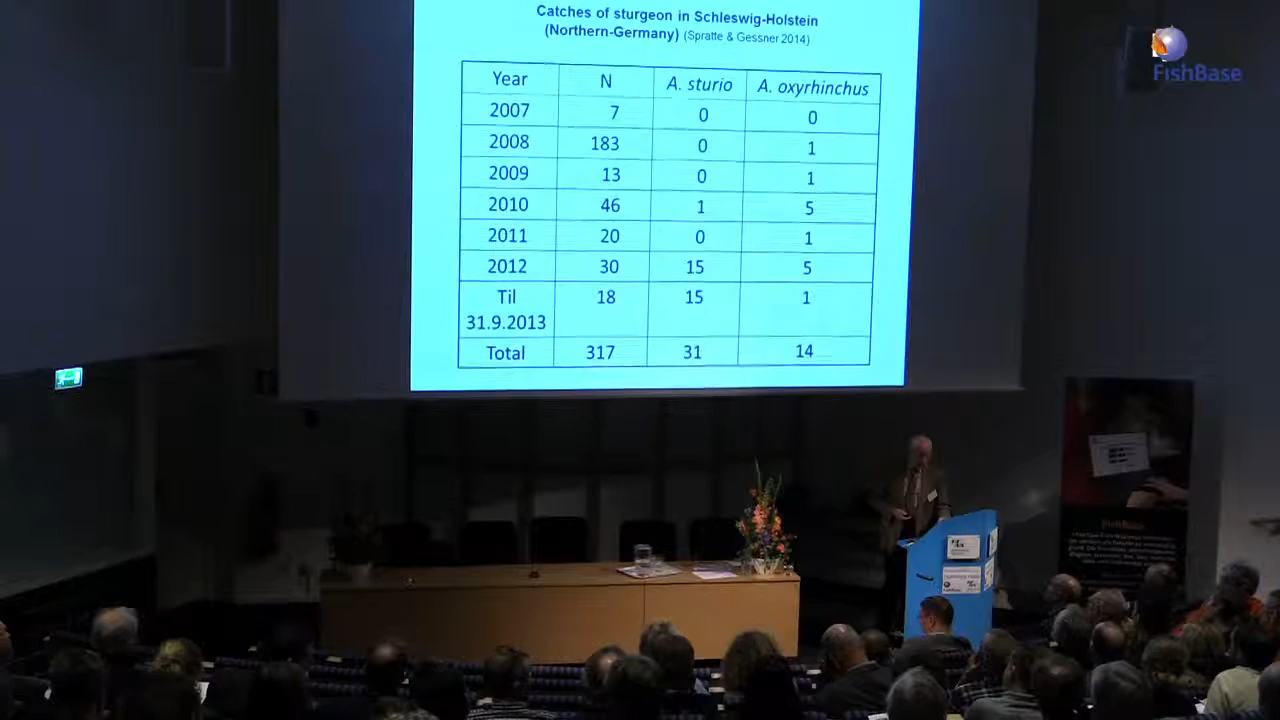 Catches of sturgeon in Schleswig-Holstein
(Northern-Germany) (Spratte & Gessner 2014)
Year N A. sturio A. oxyrhinchus
2007 7 0 0
2008 183 0 1
2009 13 0 1
2010 46 1 5
2011 20 0 1
2012 30 15 5
Til
31.9.2013 18 15 1
Total 317 31 14
FishBase
FishBase